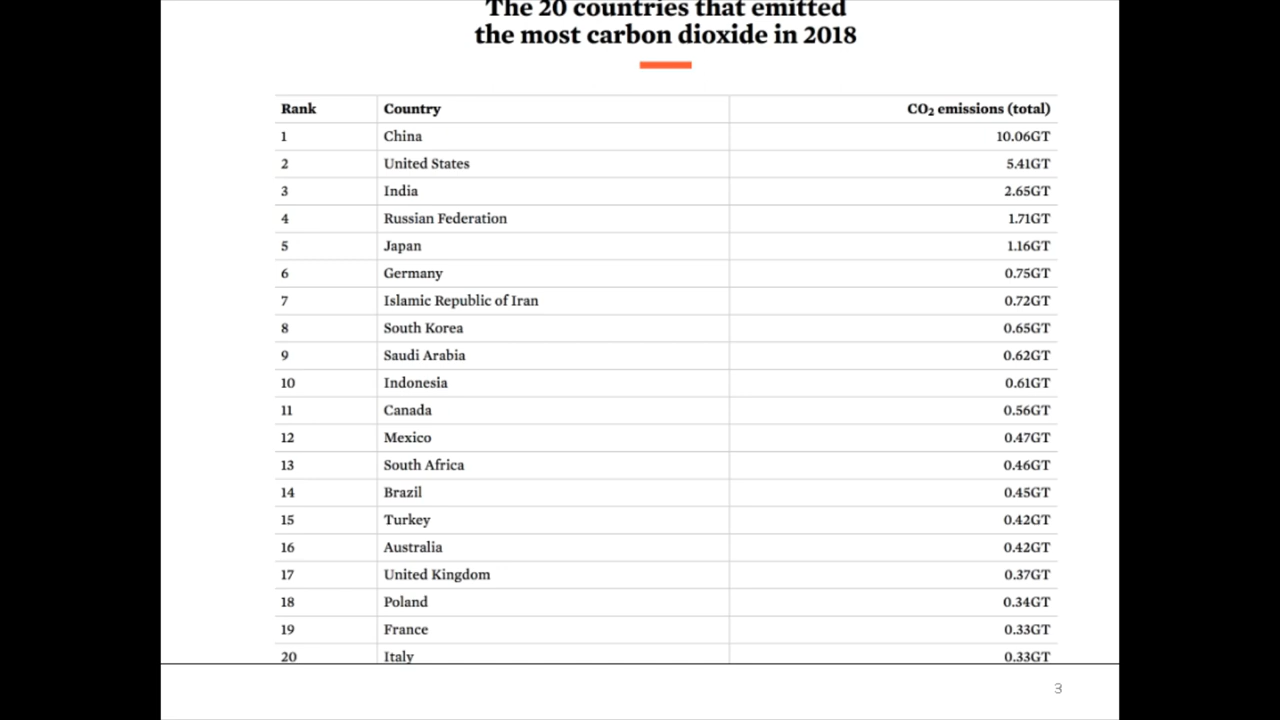 The 20 countries that emitted
the most carbon dioxide in 2018
Rank Country CO₂ emissions (total)
1 China 10.06GT
2 United States 5.41GT
3 India 2.65GT
4 Russian Federation 1.71GT
5 Japan 1.16GT
6 Germany 0.75GT
7 Islamic Republic of Iran 0.72GT
8 South Korea 0.65GT
9 Saudi Arabia 0.62GT
10 Indonesia 0.61GT
11 Canada 0.56GT
12 Mexico 0.47GT
13 South Africa 0.46GT
14 Brazil 0.45GT
15 Turkey 0.42GT
16 Australia 0.42GT
17 United Kingdom 0.37GT
18 Poland 0.34GT
19 France 0.33GT
20 Italy 0.33GT
3